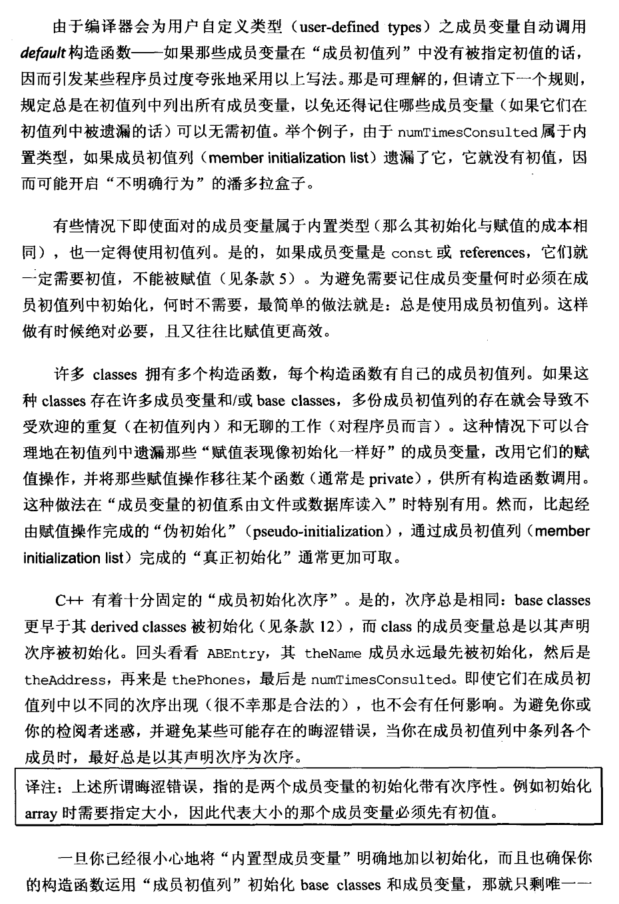 由于编译器会为用户自定义类型（user-defined types）之成员变量自动调用
default 构造函数——如果那些成员变量在“成员初值列”中没有被指定初值的话，
因而引发某些程序员过度夸张地采用以上写法。那是可理解的，但请立下一个规则，
规定总是在初值列中列出所有成员变量，以免还得记住哪些成员变量（如果它们在
初值列中被遗漏的话）可以无需初值。举个例子，由于 numTimesConsulted 属于内
置类型，如果成员初值列（member initialization list）遗漏了它，它就没有初值，因
而可能开启“不明确行为”的潘多拉盒子。
有些情况下即使面对的成员变量属于内置类型（那么其初始化与赋值的成本相
同），也一定得使用初值列。是的，如果成员变量是 const 或 references，它们就
一定需要初值，不能被赋值（见条款 5）。为避免需要记住成员变量何时必须在成
员初值列中初始化，何时不需要，最简单的做法就是：总是使用成员初值列。这样
做有时候绝对必要，且又往往比赋值更高效。
许多 classes 拥有多个构造函数，每个构造函数有自己的成员初值列。如果这
种 classes 存在许多成员变量和/或 base classes，多份成员初值列的存在就会导致不
受欢迎的重复（在初值列内）和无聊的工作（对程序员而言）。这种情况下可以合
理地在初值列中遗漏那些“赋值表现像初始化一样好”的成员变量，改用它们的赋
值操作，并将那些赋值操作移往某个函数（通常是 private），供所有构造函数调用。
这种做法在“成员变量的初值系由文件或数据库读入”时特别有用。然而，比起经
由赋值操作完成的“伪初始化”（pseudo-initialization），通过成员初值列（member
initialization list）完成的“真正初始化”通常更加可取。
C++ 有着十分固定的“成员初始化次序”。是的，次序总是相同：base classes
更早于其 derived classes 被初始化（见条款 12），而 class 的成员变量总是以其声明
次序被初始化。回头看看 ABEntry，其 theName 成员永远最先被初始化，然后是
theAddress，再来是 thePhones，最后是 numTimesConsulted。即使它们在成员初
值列中以不同的次序出现（很不幸那是合法的），也不会有任何影响。为避免你或
你的检阅者迷惑，并避免某些可能存在的晦涩错误，当你在成员初值列中条列各个
成员时，最好总是以其声明次序为次序。
译注：上述所谓晦涩错误，指的是两个成员变量的初始化带有次序性。例如初始化
array 时需要指定大小，因此代表大小的那个成员变量必须先有初值。
一旦你已经很小心地将“内置型成员变量”明确地加以初始化，而且也确保你
的构造函数运用“成员初值列”初始化 base classes 和成员变量，那就只剩唯一一